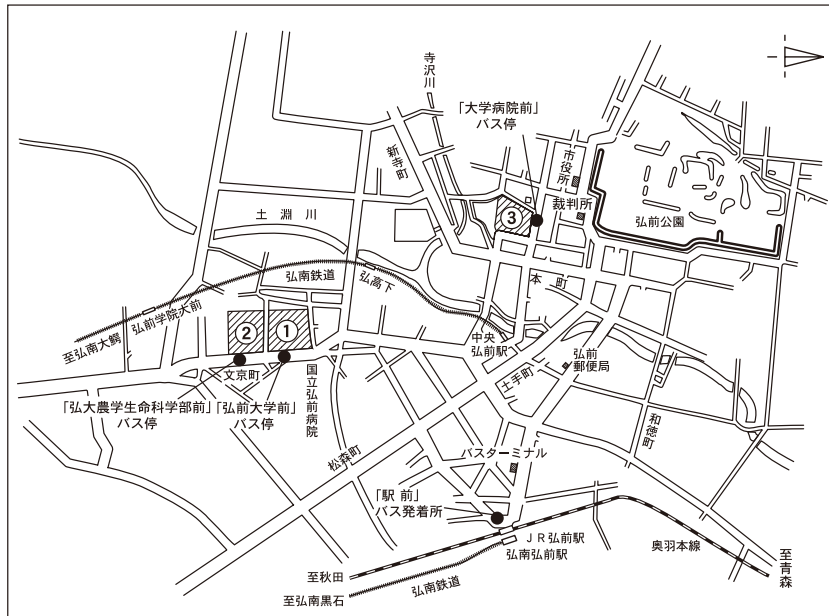 寺沢川
「大学病院前」
バス停
新寺町
市役所
裁判所
③
弘前公園
土淵川
弘南鉄道
弘高下
本町
弘前学院大前
至弘南大鰐
②
①
中央
弘前駅
弘前
郵便局
文京町
土手町
国立弘前病院
「弘大農学生命科学部前」
バス停
「弘前大学前」
バス停
和徳町
松森町
バスターミナル
「駅前」
バス発着所
JR弘前駅
弘南弘前駅
奥羽本線
至青森
至秋田
弘南鉄道
至弘南黒石